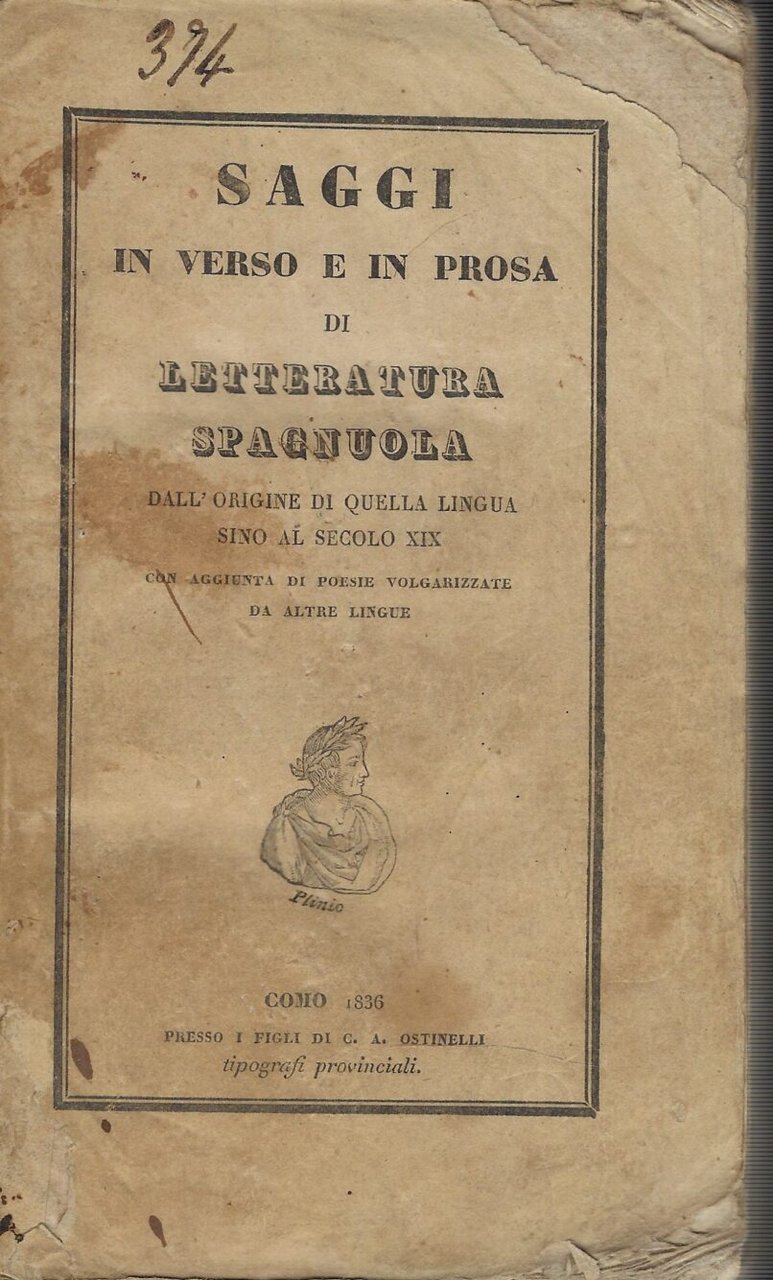 394
SAGGI
IN VERSO E IN PROSA
DI
LETTERATURA
SPAGNUOLA
DALL' ORIGINE DI QUELLA LINGUA
SINO AL SECOLO XIX
CON AGGIUNTA DI POESIE VOLGARIZZATE
DA ALTRE LINGUE
Plinio
COMO 1836
PRESSO I FIGLI DI C. A. OSTINELLI
tipografi provinciali.